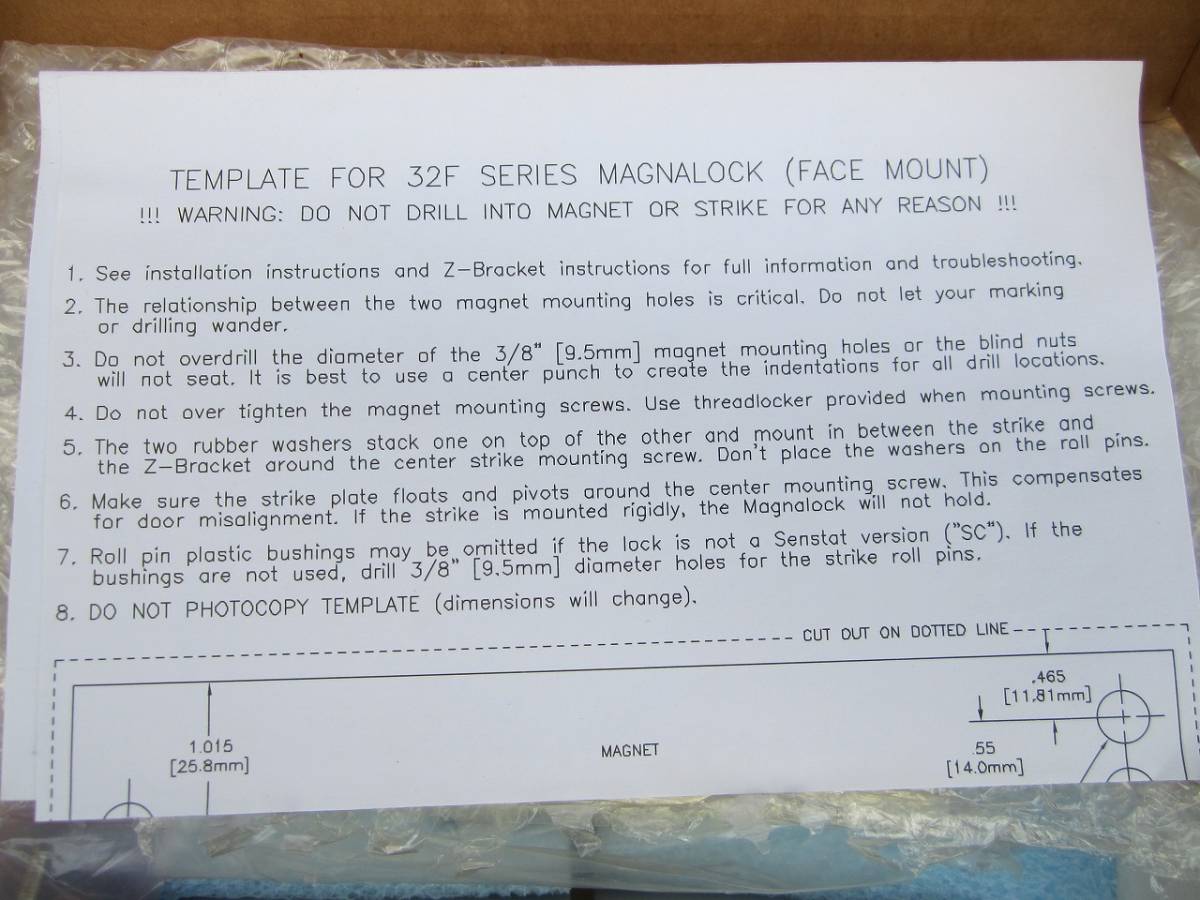 TEMPLATE FOR 32F SERIES MAGNALOCK (FACE MOUNT)
!!! WARNING: DO NOT DRILL INTO MAGNET OR STRIKE FOR ANY REASON !!!
1. See installation instructions and Z-Bracket instructions for full information and troubleshooting.
2. The relationship between the two magnet mounting holes is critical. Do not let your marking
or drilling wander.
3. Do not overdrill the diameter of the 3/8" [9.5mm] magnet mounting holes or the blind nuts
will not seat. It is best to use a center punch to create the indentations for all drill locations.
4. Do not over tighten the magnet mounting screws. Use threadlocker provided when mounting screws.
5. The two rubber washers stack one on top of the other and mount in between the strike and
the Z-Bracket around the center strike mounting screw. Don't place the washers on the roll pins.
6. Make sure the strike plate floats and pivots around the center mounting screw. This compensates
for door misalignment. If the strike is mounted rigidly, the Magnalock will not hold.
7. Roll pin plastic bushings may be omitted if the lock is not a Senstat version ("SC"). If the
bushings are not used, drill 3/8" [9.5mm] diameter holes for the strike roll pins.
8. DO NOT PHOTOCOPY TEMPLATE (dimensions will change).
CUT OUT ON DOTTED LINE
.465
[11.81mm]
1.015
[25.8mm]
MAGNET
.55
[14.0mm]